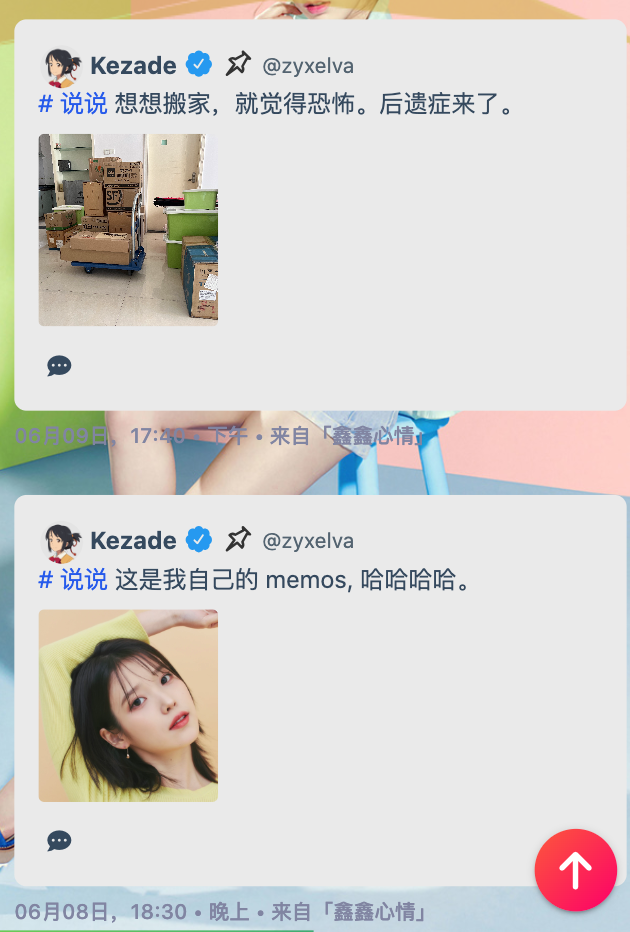 Kezade @zyxelva
# 说说 想想搬家，就觉得恐怖。后遗症来了。
SF
06月09日，17:40 • 下午 • 来自「鑫鑫心情」
Kezade @zyxelva
# 说说 这是我自己的 memos, 哈哈哈哈。
06月08日，18:30 • 晚上 • 来自「鑫鑫心情」